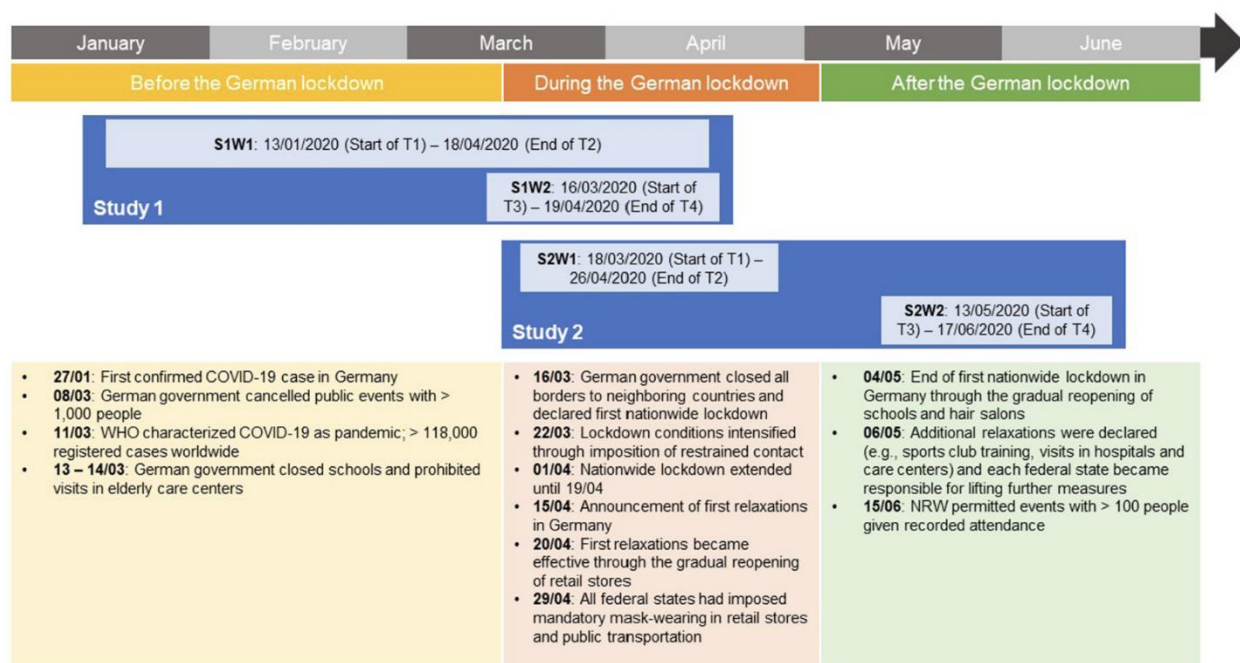 January February March April May June
Before the German lockdown During the German lockdown After the German lockdown
S1W1: 13/01/2020 (Start of T1) – 18/04/2020 (End of T2)
S1W2: 16/03/2020 (Start of
T3) – 19/04/2020 (End of T4)
Study 1
S2W1: 18/03/2020 (Start of T1) –
26/04/2020 (End of T2)
S2W2: 13/05/2020 (Start of
T3) – 17/06/2020 (End of T4)
Study 2
• 27/01: First confirmed COVID-19 case in Germany
• 08/03: German government cancelled public events with >
1,000 people
• 11/03: WHO characterized COVID-19 as pandemic; > 118,000
registered cases worldwide
• 13 – 14/03: German government closed schools and prohibited
visits in elderly care centers
• 16/03: German government closed all
borders to neighboring countries and
declared first nationwide lockdown
• 22/03: Lockdown conditions intensified
through imposition of restrained contact
• 01/04: Nationwide lockdown extended
until 19/04
• 15/04: Announcement of first relaxations
in Germany
• 20/04: First relaxations became
effective through the gradual reopening
of retail stores
• 29/04: All federal states had imposed
mandatory mask-wearing in retail stores
and public transportation
• 04/05: End of first nationwide lockdown in
Germany through the gradual reopening of
schools and hair salons
• 06/05: Additional relaxations were declared
(e.g., sports club training, visits in hospitals and
care centers) and each federal state became
responsible for lifting further measures
• 15/06: NRW permitted events with > 100 people
given recorded attendance